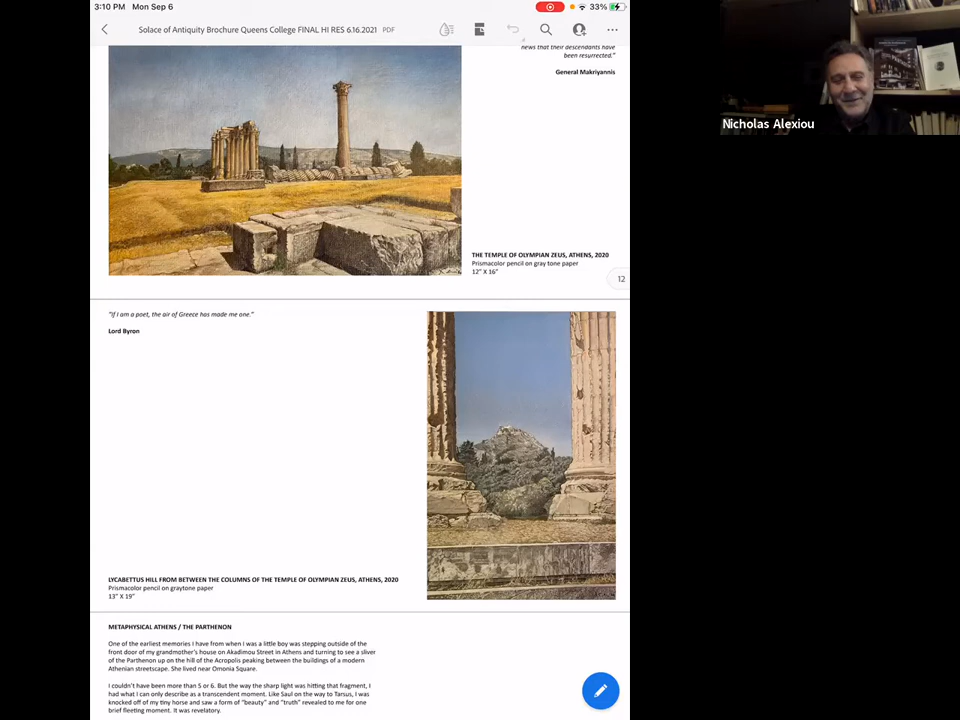 3:10 PM Mon Sep 6
33%
Solace of Antiquity Brochure Queens College FINAL HI RES 6.16.2021 PDF
news that their descendants have
been resurrected."
General Makriyannis
THE TEMPLE OF OLYMPIAN ZEUS, ATHENS, 2020
Prismacolor pencil on gray tone paper
12" X 16"
12
"If I am a poet, the air of Greece has made me one."
Lord Byron
LYCABETTUS HILL FROM BETWEEN THE COLUMNS OF THE TEMPLE OF OLYMPIAN ZEUS, ATHENS, 2020
Prismacolor pencil on graytone paper
13" X 19"
METAPHYSICAL ATHENS / THE PARTHENON
One of the earliest memories I have from when I was a little boy was stepping outside of the
front door of my grandmother's house on Akadimou Street in Athens and turning to see a sliver
of the Parthenon up on the hill of the Acropolis peaking between the buildings of a modern
Athenian streetscape. She lived near Omonia Square.
I couldn't have been more than 5 or 6. But the way the sharp light was hitting that fragment, I
had what I can only describe as a transcendent moment. Like Saul on the way to Tarsus, I was
knocked off of my tiny horse and saw a form of "beauty" and "truth" revealed to me for one
brief fleeting moment. It was revelatory.
Nicholas Alexiou